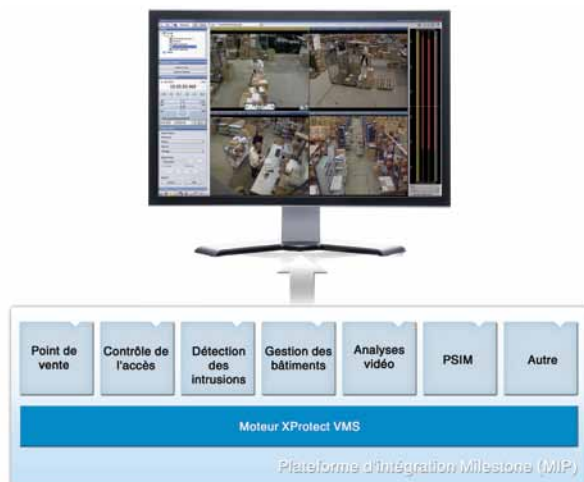 Point de
vente
Contrôle de
l'accès
Détection
des
intrusions
Gestion des
bâtiments
Analyses
vidéo
PSIM
Autre
Moteur XProtect VMS
Plateforme d'intégration Milestone (MIP)